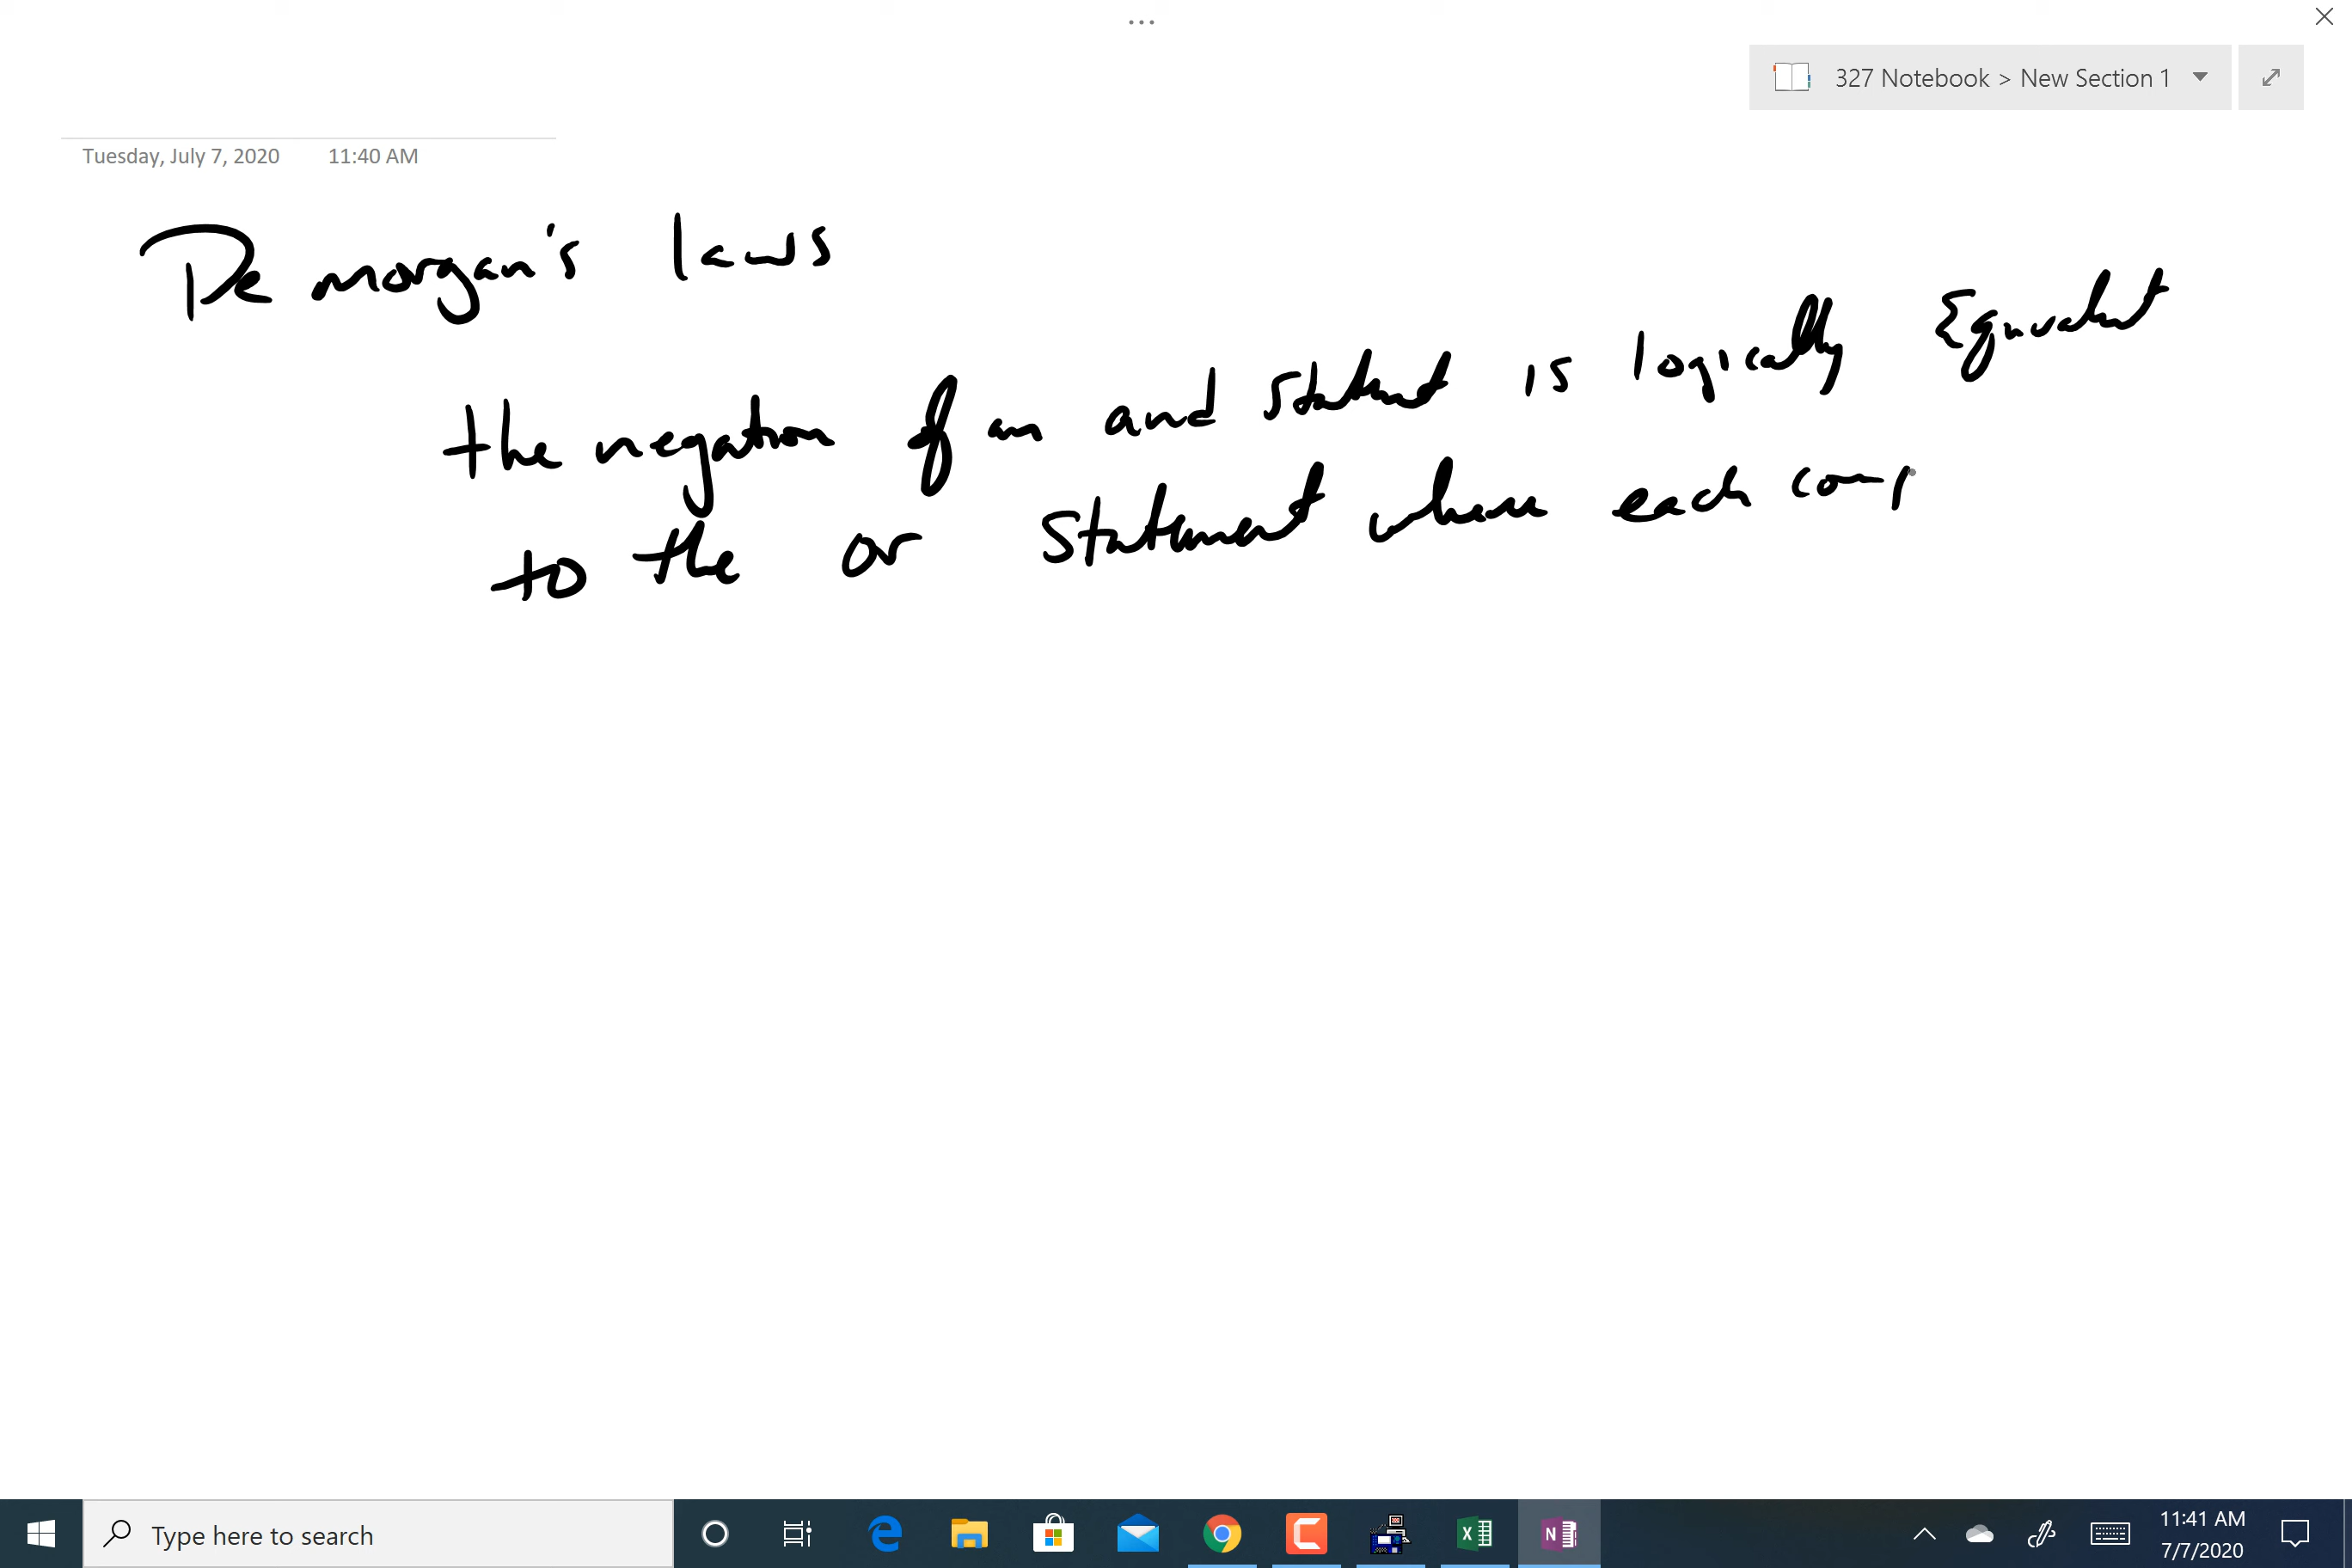 327 Notebook > New Section 1
Tuesday, July 7, 2020 11:40 AM
De morgan's laws
the negation of an and statement is logically Equivalent
to the or statement where each comp
Type here to search
11:41 AM
7/7/2020